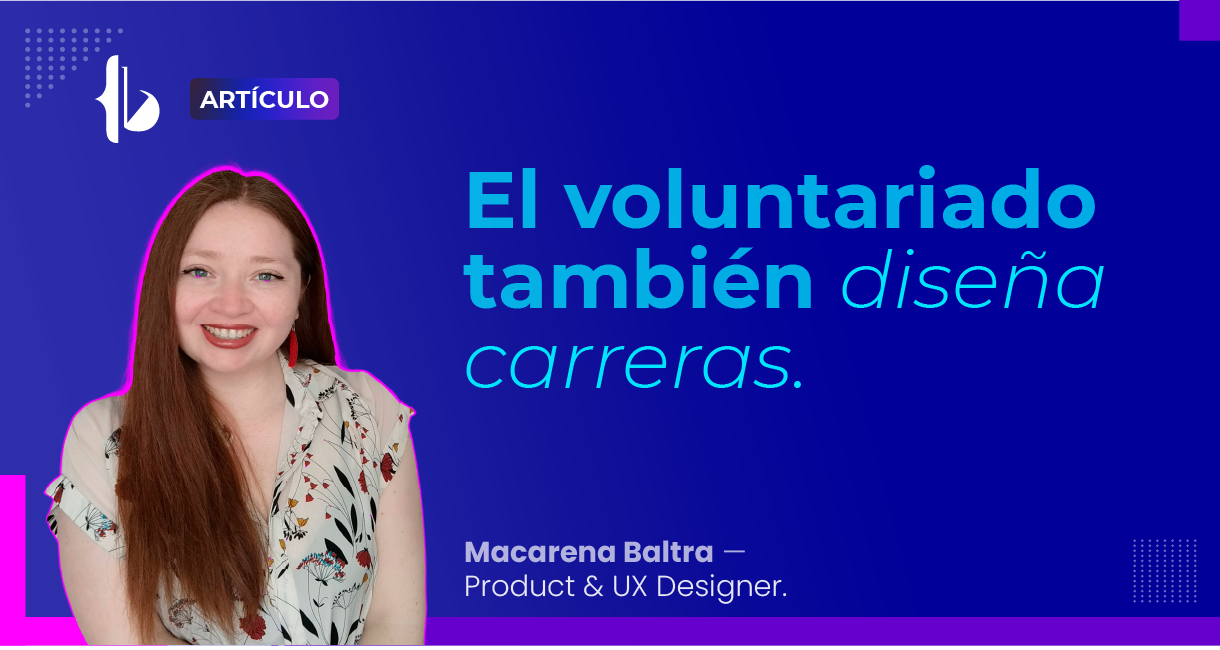 ARTÍCULO
El voluntariado
también diseña
carreras.
Macarena Baltra —
Product & UX Designer.